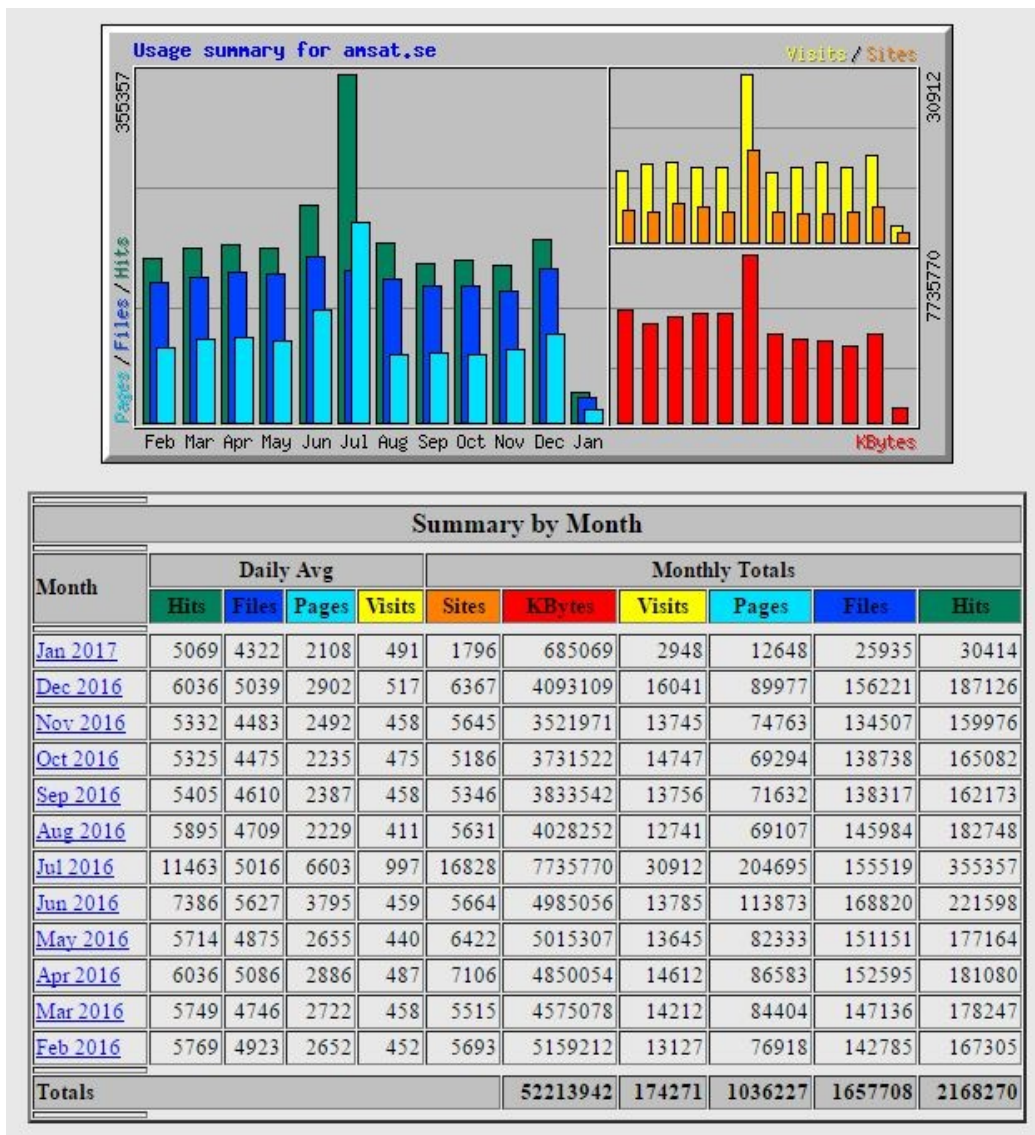 Usage summary for amsat.se
Visits / Sites
355357
30912
Pages / Files / Hits
7735770
Feb Mar Apr May Jun Jul Aug Sep Oct Nov Dec Jan
KBytes
Summary by Month
Month Daily Avg Monthly Totals
Hits Files Pages Visits Sites KBytes Visits Pages Files Hits
Jan 2017 5069 4322 2108 491 1796 685069 2948 12648 25935 30414
Dec 2016 6036 5039 2902 517 6367 4093109 16041 89977 156221 187126
Nov 2016 5332 4483 2492 458 5645 3521971 13745 74763 134507 159976
Oct 2016 5325 4475 2235 475 5186 3731522 14747 69294 138738 165082
Sep 2016 5405 4610 2387 458 5346 3833542 13756 71632 138317 162173
Aug 2016 5895 4709 2229 411 5631 4028252 12741 69107 145984 182748
Jul 2016 11463 5016 6603 997 16828 7735770 30912 204695 155519 355357
Jun 2016 7386 5627 3795 459 5664 4985056 13785 113873 168820 221598
May 2016 5714 4875 2655 440 6422 5015307 13645 82333 151151 177164
Apr 2016 6036 5086 2886 487 7106 4850054 14612 86583 152595 181080
Mar 2016 5749 4746 2722 458 5515 4575078 14212 84404 147136 178247
Feb 2016 5769 4923 2652 452 5693 5159212 13127 76918 142785 167305
Totals 52213942 174271 1036227 1657708 2168270